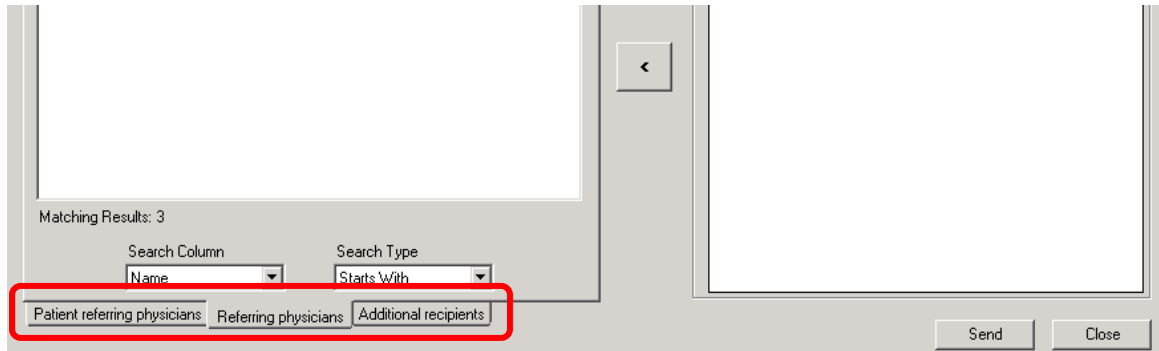 <
Matching Results: 3
Search Column Search Type
Name Starts With
Patient referring physicians Referring physicians Additional recipients
Send Close